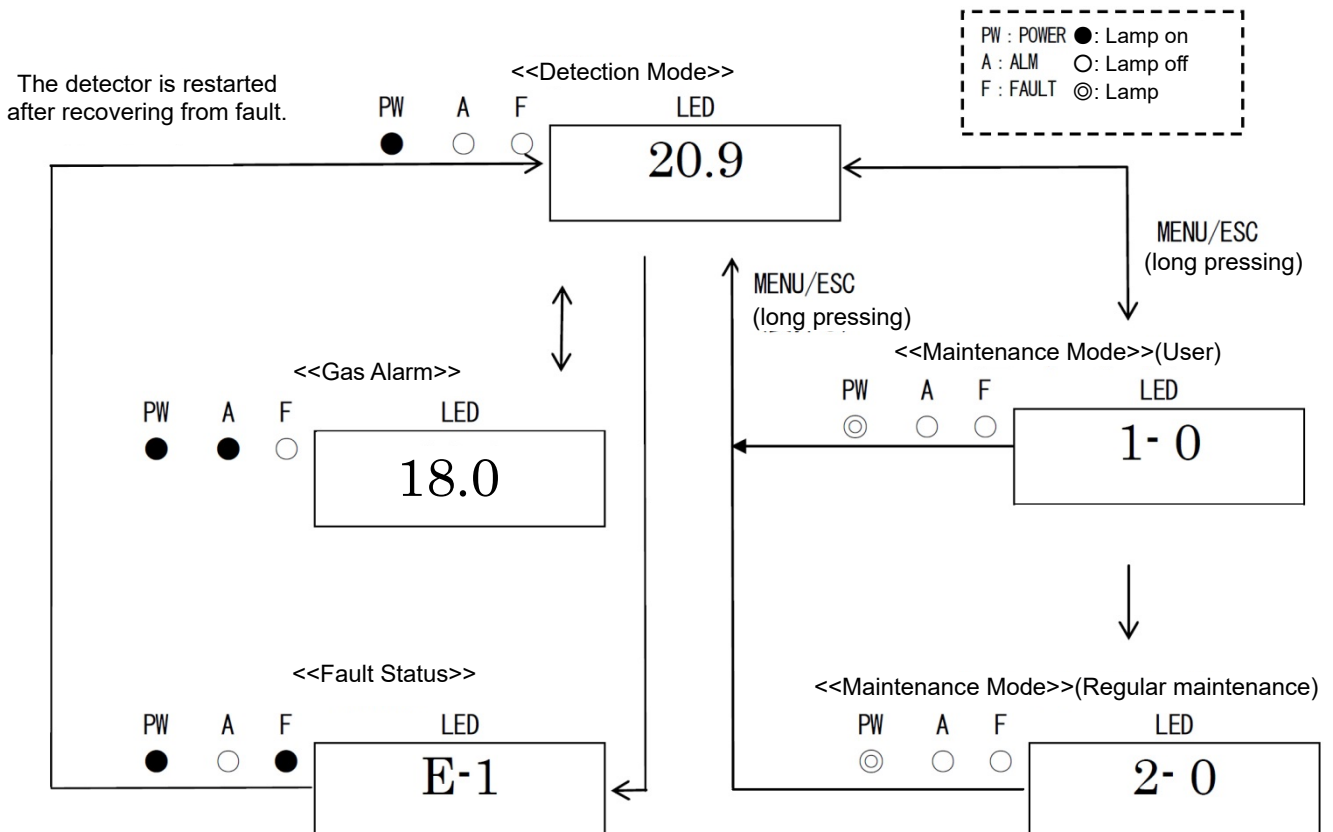 PW : POWER ●: Lamp on
A : ALM ○: Lamp off
F : FAULT ◎: Lamp
The detector is restarted
after recovering from fault.
<<Detection Mode>>
PW A F LED
20.9
MENU/ESC
(long pressing)
MENU/ESC
(long pressing)
<<Gas Alarm>>
PW A F LED
18.0
<<Maintenance Mode>>(User)
PW A F LED
1- 0
<<Fault Status>>
PW A F LED
E-1
<<Maintenance Mode>>(Regular maintenance)
PW A F LED
2- 0